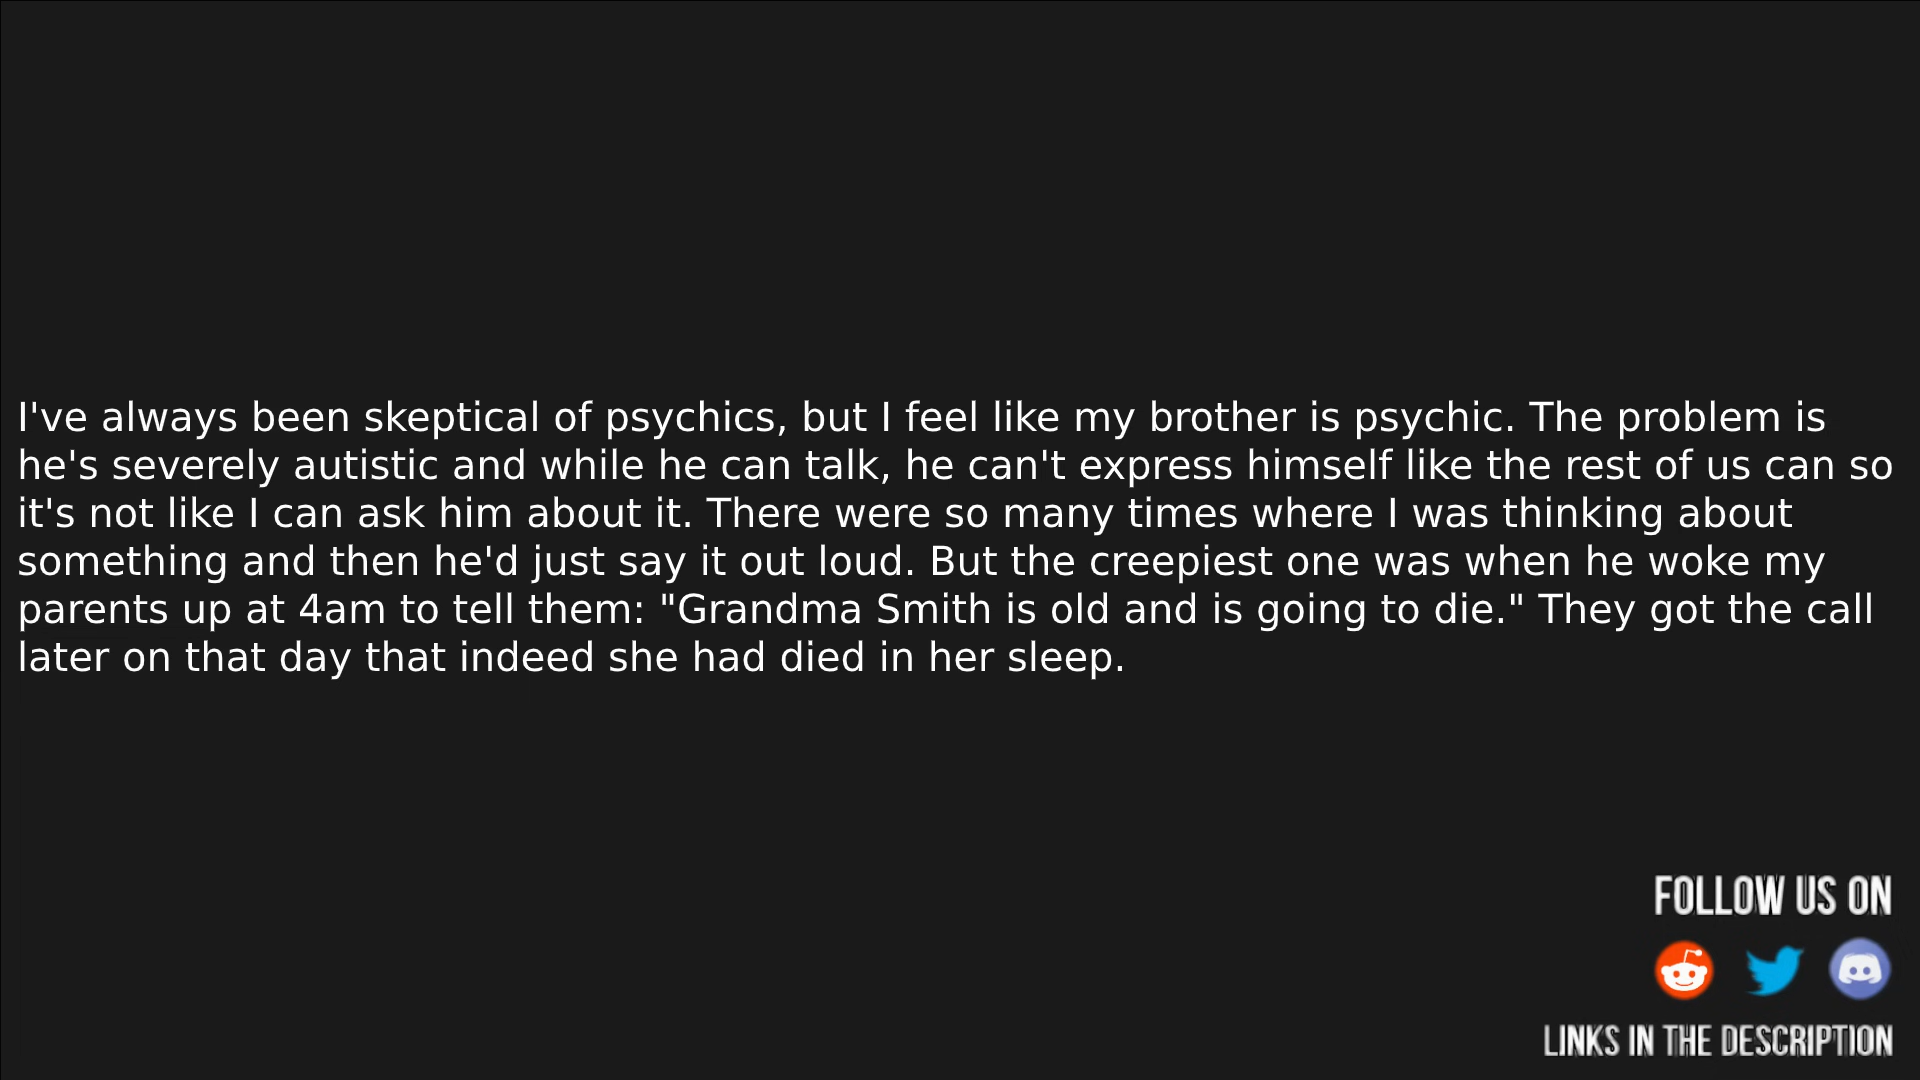 I've always been skeptical of psychics, but I feel like my brother is psychic. The problem is
he's severely autistic and while he can talk, he can't express himself like the rest of us can so
it's not like I can ask him about it. There were so many times where I was thinking about
something and then he'd just say it out loud. But the creepiest one was when he woke my
parents up at 4am to tell them: "Grandma Smith is old and is going to die." They got the call
later on that day that indeed she had died in her sleep.
FOLLOW US ON
LINKS IN THE DESCRIPTION